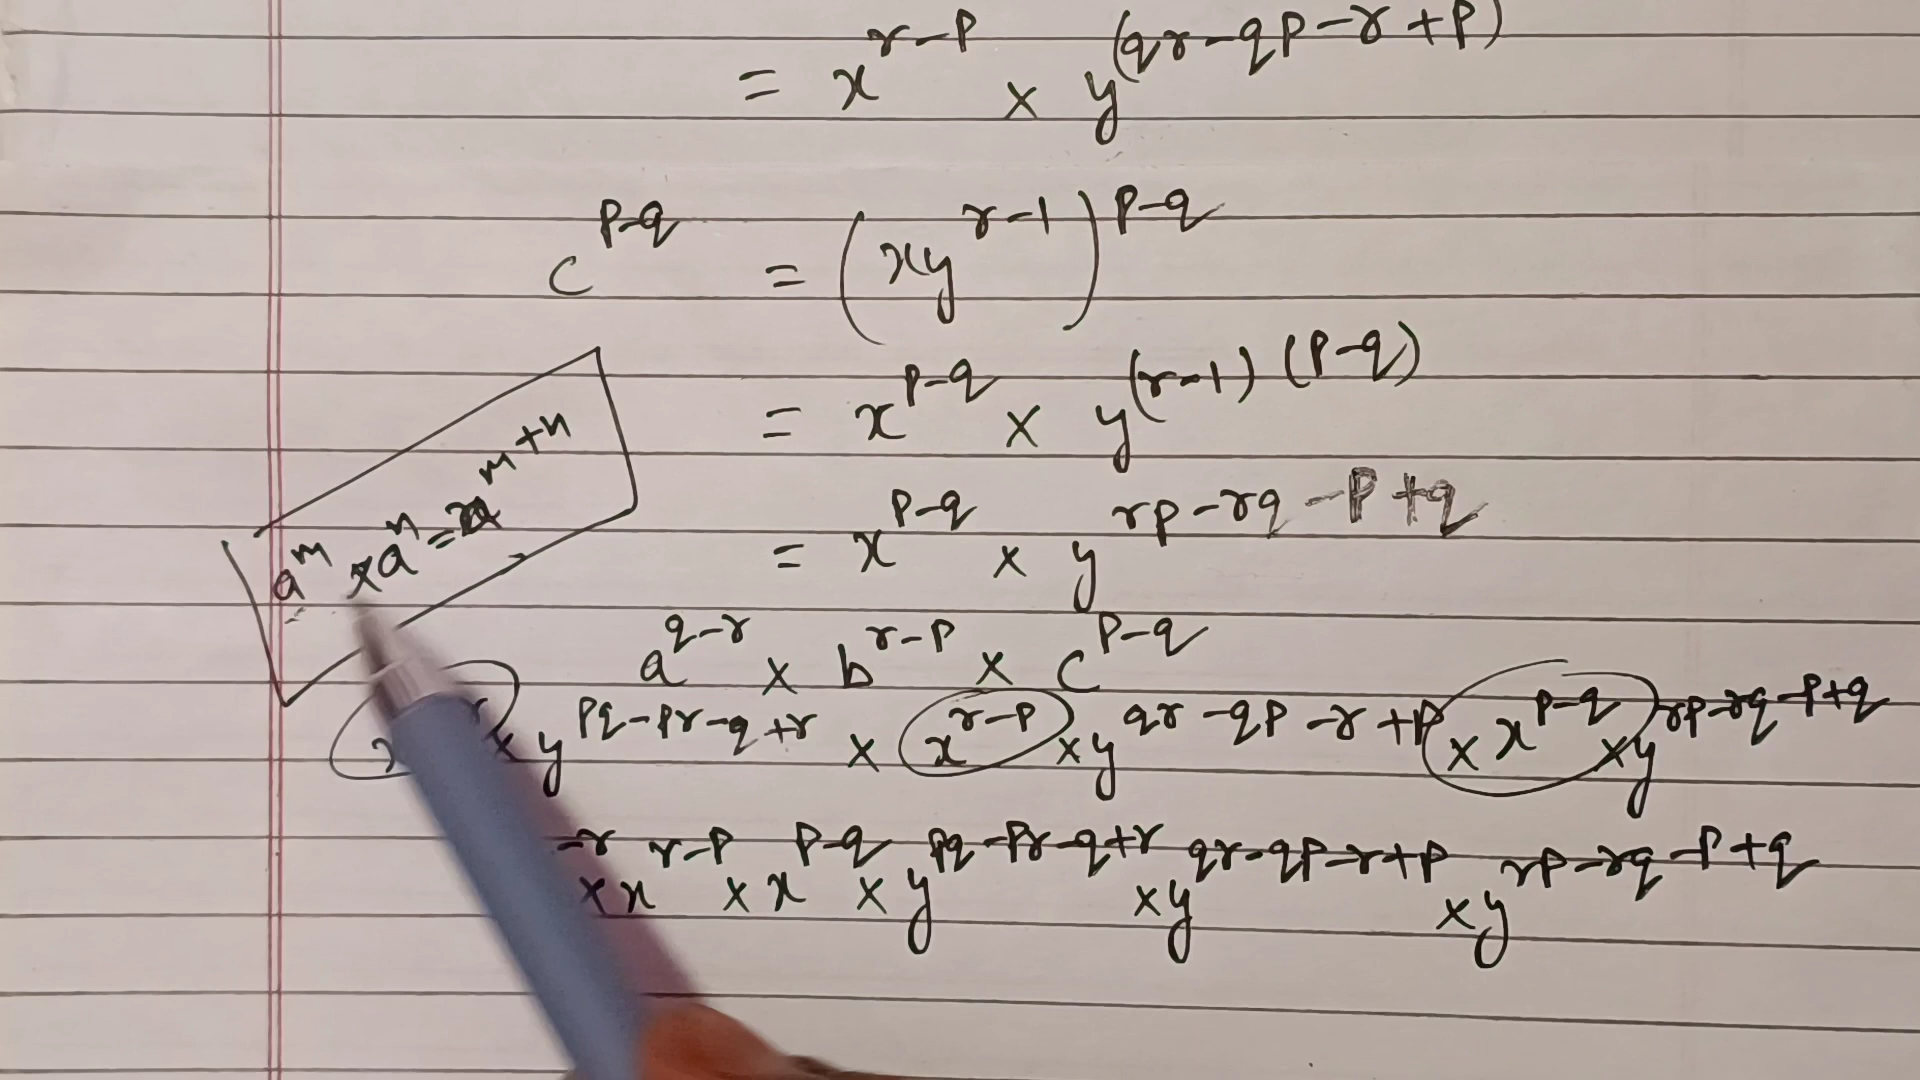 = x^{r-p} × y^{(qr-qp-r+p)}
c^{p-q} = (xy^{r-1})^{p-q}
= x^{p-q} × y^{(r-1)(p-q)}
a^m × a^n = a^{m+n}
= x^{p-q} × y^{rp-rq-p+q}
a^{q-r} × b^{r-p} × c^{p-q}
× y^{pq-pr-q+r} × x^{r-p} × y^{qr-qp-r+p} × x^{p-q} × y^{rp-rq-p+q}
^{-r} × x^{r-p} × x^{p-q} × y^{pq-pr-q+r} × y^{qr-qp-r+p} × y^{rp-rq-p+q}